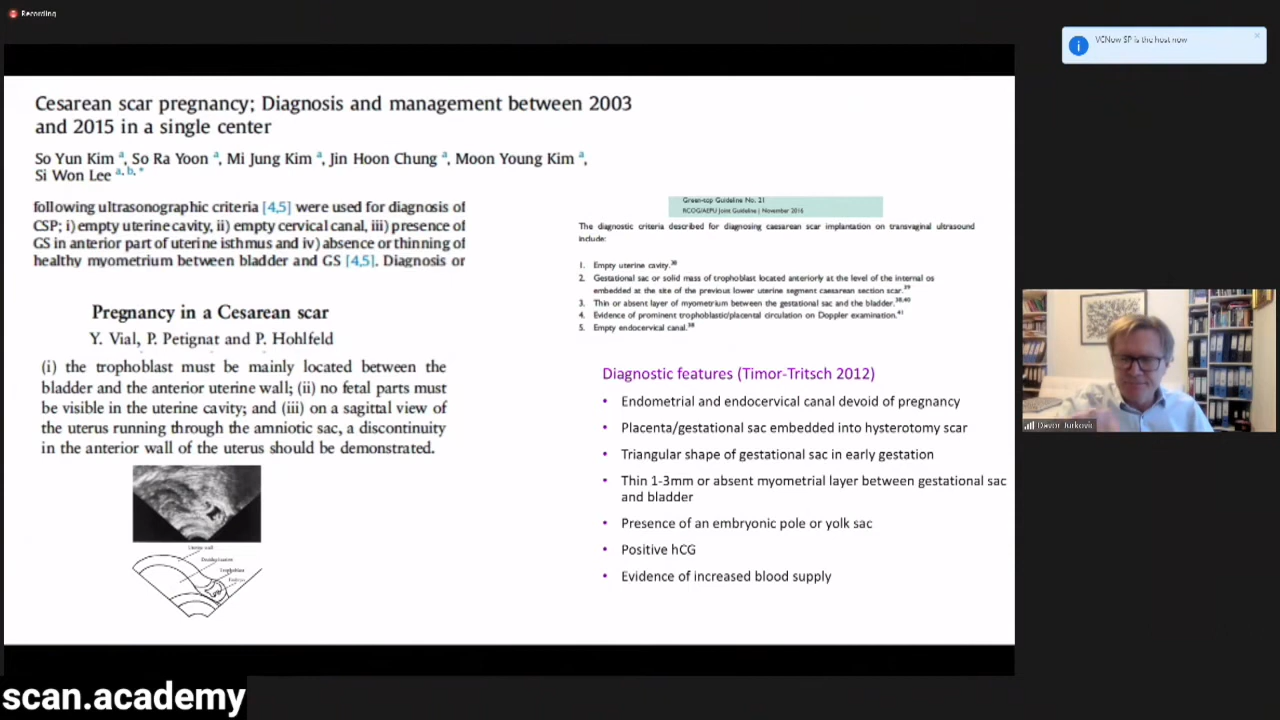 Recording
VCNow SP is the host now
Cesarean scar pregnancy; Diagnosis and management between 2003
and 2015 in a single center
So Yun Kim a, So Ra Yoon a, Mi Jung Kim a, Jin Hoon Chung a, Moon Young Kim a,
Si Won Lee a, b, *
following ultrasonographic criteria [4,5] were used for diagnosis of
CSP; i) empty uterine cavity, ii) empty cervical canal, iii) presence of
GS in anterior part of uterine isthmus and iv) absence or thinning of
healthy myometrium between bladder and GS [4,5]. Diagnosis or
Pregnancy in a Cesarean scar
Y. Vial, P. Petignat and P. Hohlfeld
(i) the trophoblast must be mainly located between the
bladder and the anterior uterine wall; (ii) no fetal parts must
be visible in the uterine cavity; and (iii) on a sagittal view of
the uterus running through the amniotic sac, a discontinuity
in the anterior wall of the uterus should be demonstrated.
Uterine wall
Trophoblast
Green-top Guideline No. 21
RCOG/AEPU Joint Guideline | November 2016
The diagnostic criteria described for diagnosing caesarean scar implantation on transvaginal ultrasound
include:
1. Empty uterine cavity.38
2. Gestational sac or solid mass of trophoblast located anteriorly at the level of the internal os
embedded at the site of the previous lower uterine segment caesarean section scar.39
3. Thin or absent layer of myometrium between the gestational sac and the bladder.38,40
4. Evidence of prominent trophoblastic/placental circulation on Doppler examination.41
5. Empty endocervical canal.38
Diagnostic features (Timor-Tritsch 2012)
• Endometrial and endocervical canal devoid of pregnancy
• Placenta/gestational sac embedded into hysterotomy scar
• Triangular shape of gestational sac in early gestation
• Thin 1-3mm or absent myometrial layer between gestational sac
and bladder
• Presence of an embryonic pole or yolk sac
• Positive hCG
• Evidence of increased blood supply
Davor Jurkovic
scan.academy